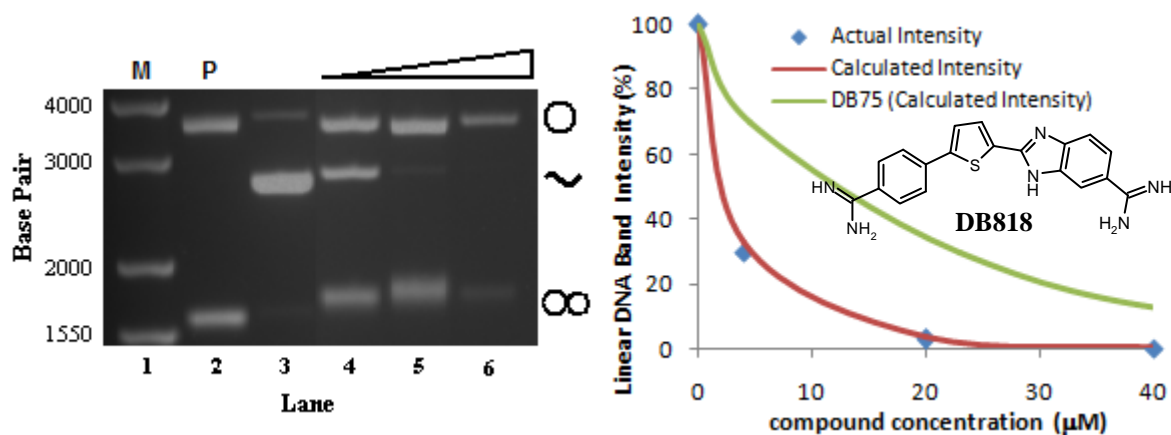 M P
4000
3000
2000
1550
Base Pair
1 2 3 4 5 6
Lane
Linear DNA Band Intensity (%)
100
80
60
40
20
0
Actual Intensity
Calculated Intensity
DB75 (Calculated Intensity)
HN
NH₂
S
N
NH
NH
H₂N
DB818
0 10 20 30 40
compound concentration (µM)